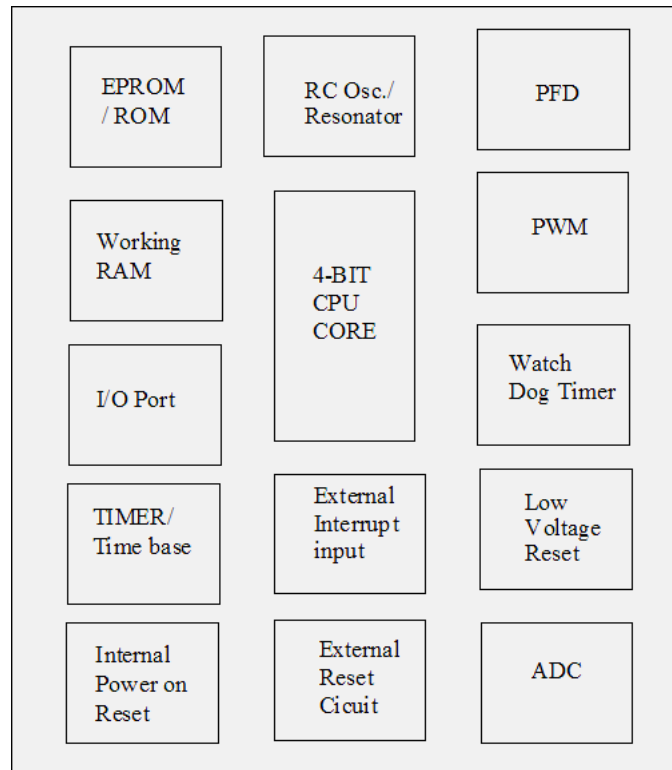 EPROM
/ ROM
RC Osc./
Resonator
PFD
Working
RAM
4-BIT
CPU
CORE
PWM
I/O Port
Watch
Dog Timer
TIMER/
Time base
External
Interrupt
input
Low
Voltage
Reset
Internal
Power on
Reset
External
Reset
Cicuit
ADC